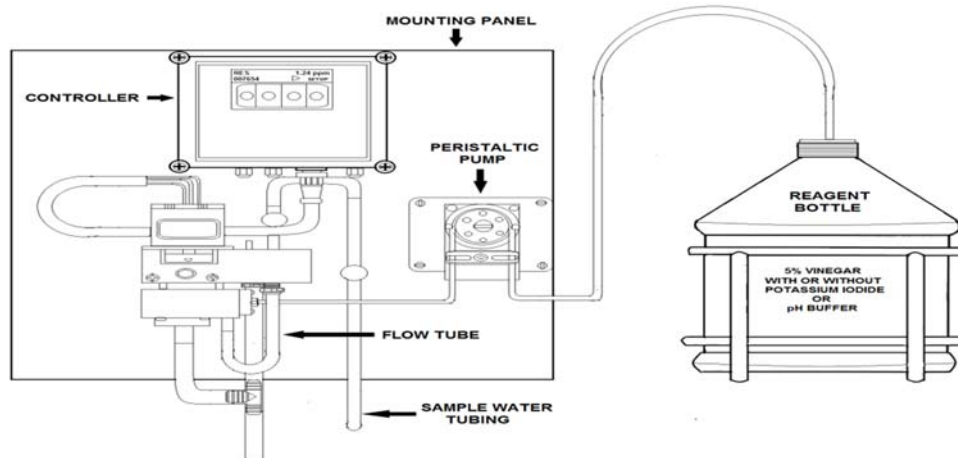 MOUNTING PANEL
CONTROLLER
RES 1.24 ppm
007654 SETUP
PERISTALTIC
PUMP
REAGENT
BOTTLE
5% VINEGAR
WITH OR WITHOUT
POTASSIUM IODIDE
OR
pH BUFFER
FLOW TUBE
SAMPLE WATER
TUBING